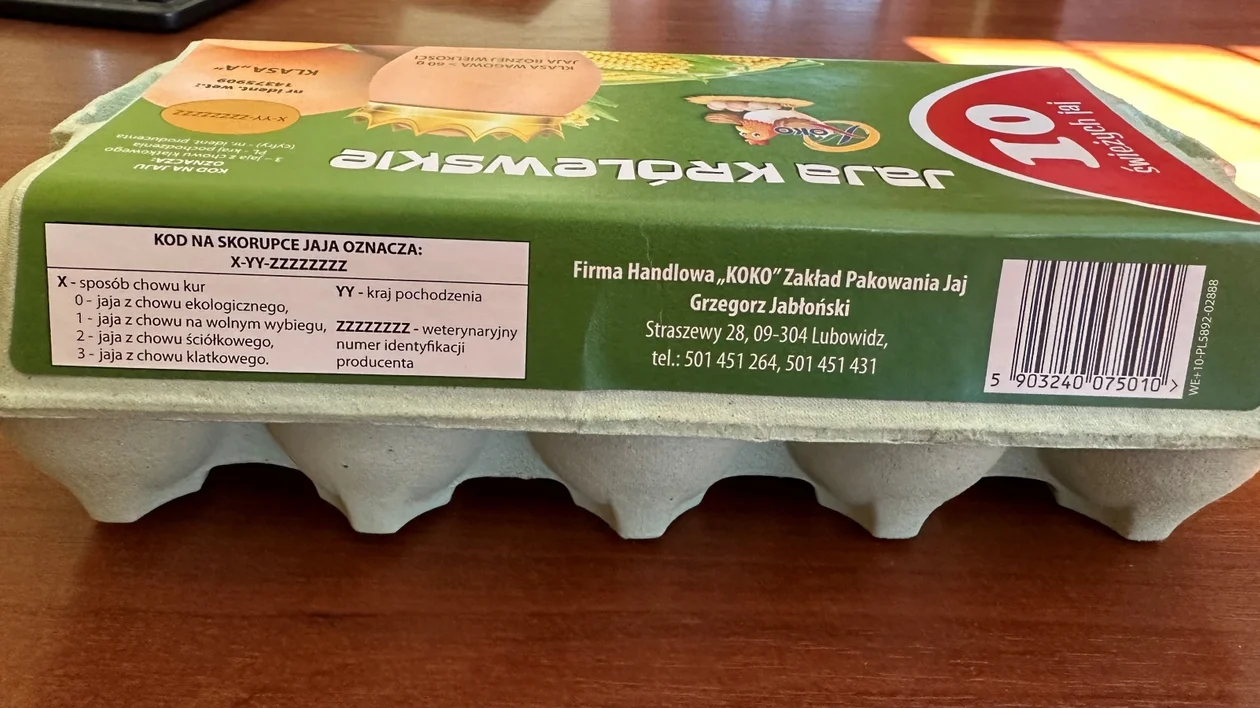 KLASA „A”
nr ident. wet.:
14375909
X-YY-ZZZZZZZZ
KLASA WAGOWA > 60 g
JAJA RÓŻNEJ WIELKOŚCI
KOD NA JAJU
OZNACZA:
3 - jaja z chowu klatkowego
PL - kraj pochodzenia
(cyfry) - nr. ident producenta
JAJA KRÓLEWSKIE
KOKO
10
świeżych jaj
KOD NA SKORUPCE JAJA OZNACZA:
X-YY-ZZZZZZZZ
X - sposób chowu kur
0 - jaja z chowu ekologicznego,
1 - jaja z chowu na wolnym wybiegu,
2 - jaja z chowu ściółkowego,
3 - jaja z chowu klatkowego.
YY - kraj pochodzenia
ZZZZZZZZ - weterynaryjny
numer identyfikacji
producenta
Firma Handlowa „KOKO” Zakład Pakowania Jaj
Grzegorz Jabłoński
Straszewy 28, 09-304 Lubowidz,
tel.: 501 451 264, 501 451 431
5 903240 075010 >
WE+10-PL5892-02888